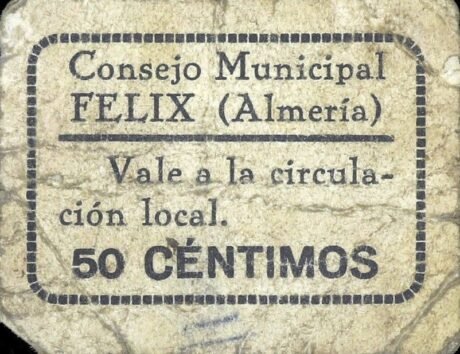 Consejo Municipal
FELIX (Almería)
Vale a la circula-
ción local.
50 CÉNTIMOS